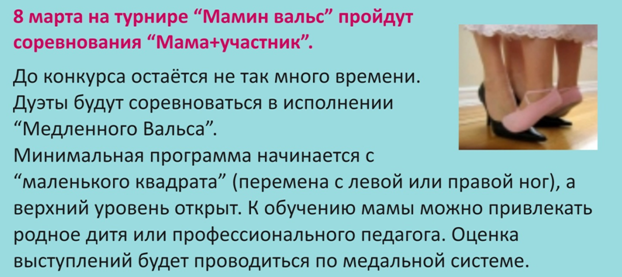 8 марта на турнире “Мамин вальс” пройдут
соревнования “Мама+участник”.
До конкурса остаётся не так много времени.
Дуэты будут соревноваться в исполнении
“Медленного Вальса”.
Минимальная программа начинается с
“маленького квадрата” (перемена с левой или правой ног), а
верхний уровень открыт. К обучению мамы можно привлекать
родное дитя или профессионального педагога. Оценка
выступлений будет проводиться по медальной системе.